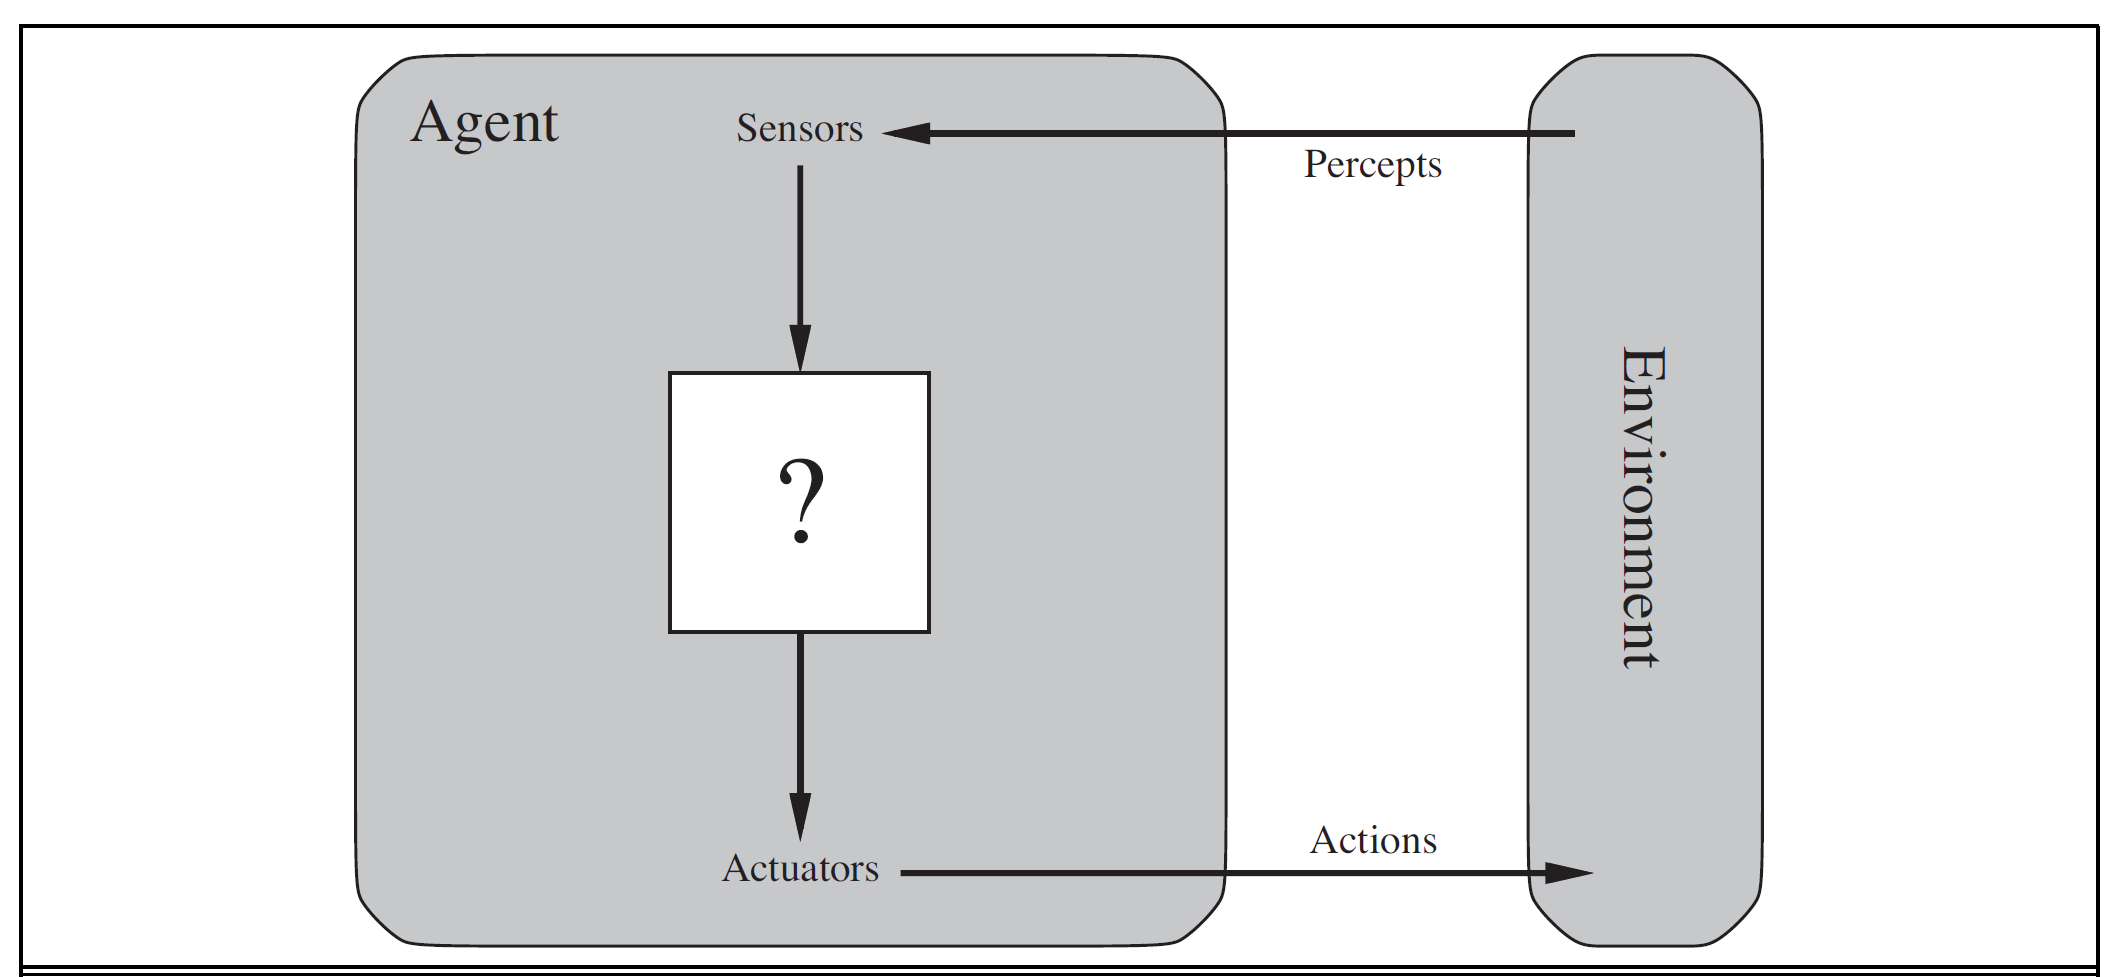 Agent
Sensors
Percepts
?
Environment
Actions
Actuators